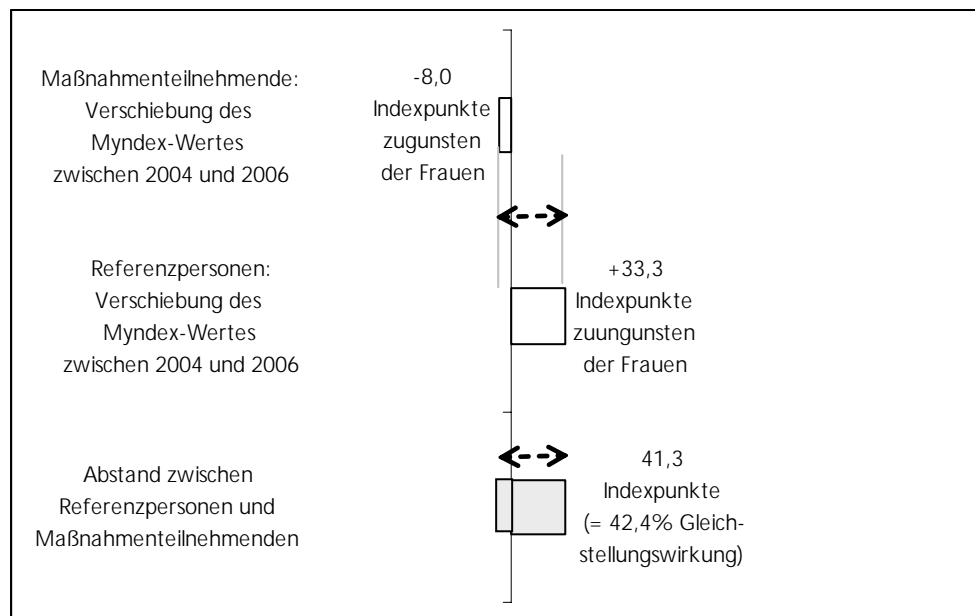 Maßnahmenteilnehmende:
Verschiebung des
Myndex-Wertes
zwischen 2004 und 2006
-8,0
Indexpunkte
zugunsten
der Frauen
Referenzpersonen:
Verschiebung des
Myndex-Wertes
zwischen 2004 und 2006
+33,3
Indexpunkte
zuungunsten
der Frauen
Abstand zwischen
Referenzpersonen und
Maßnahmenteilnehmenden
41,3
Indexpunkte
(= 42,4% Gleich-
stellungswirkung)